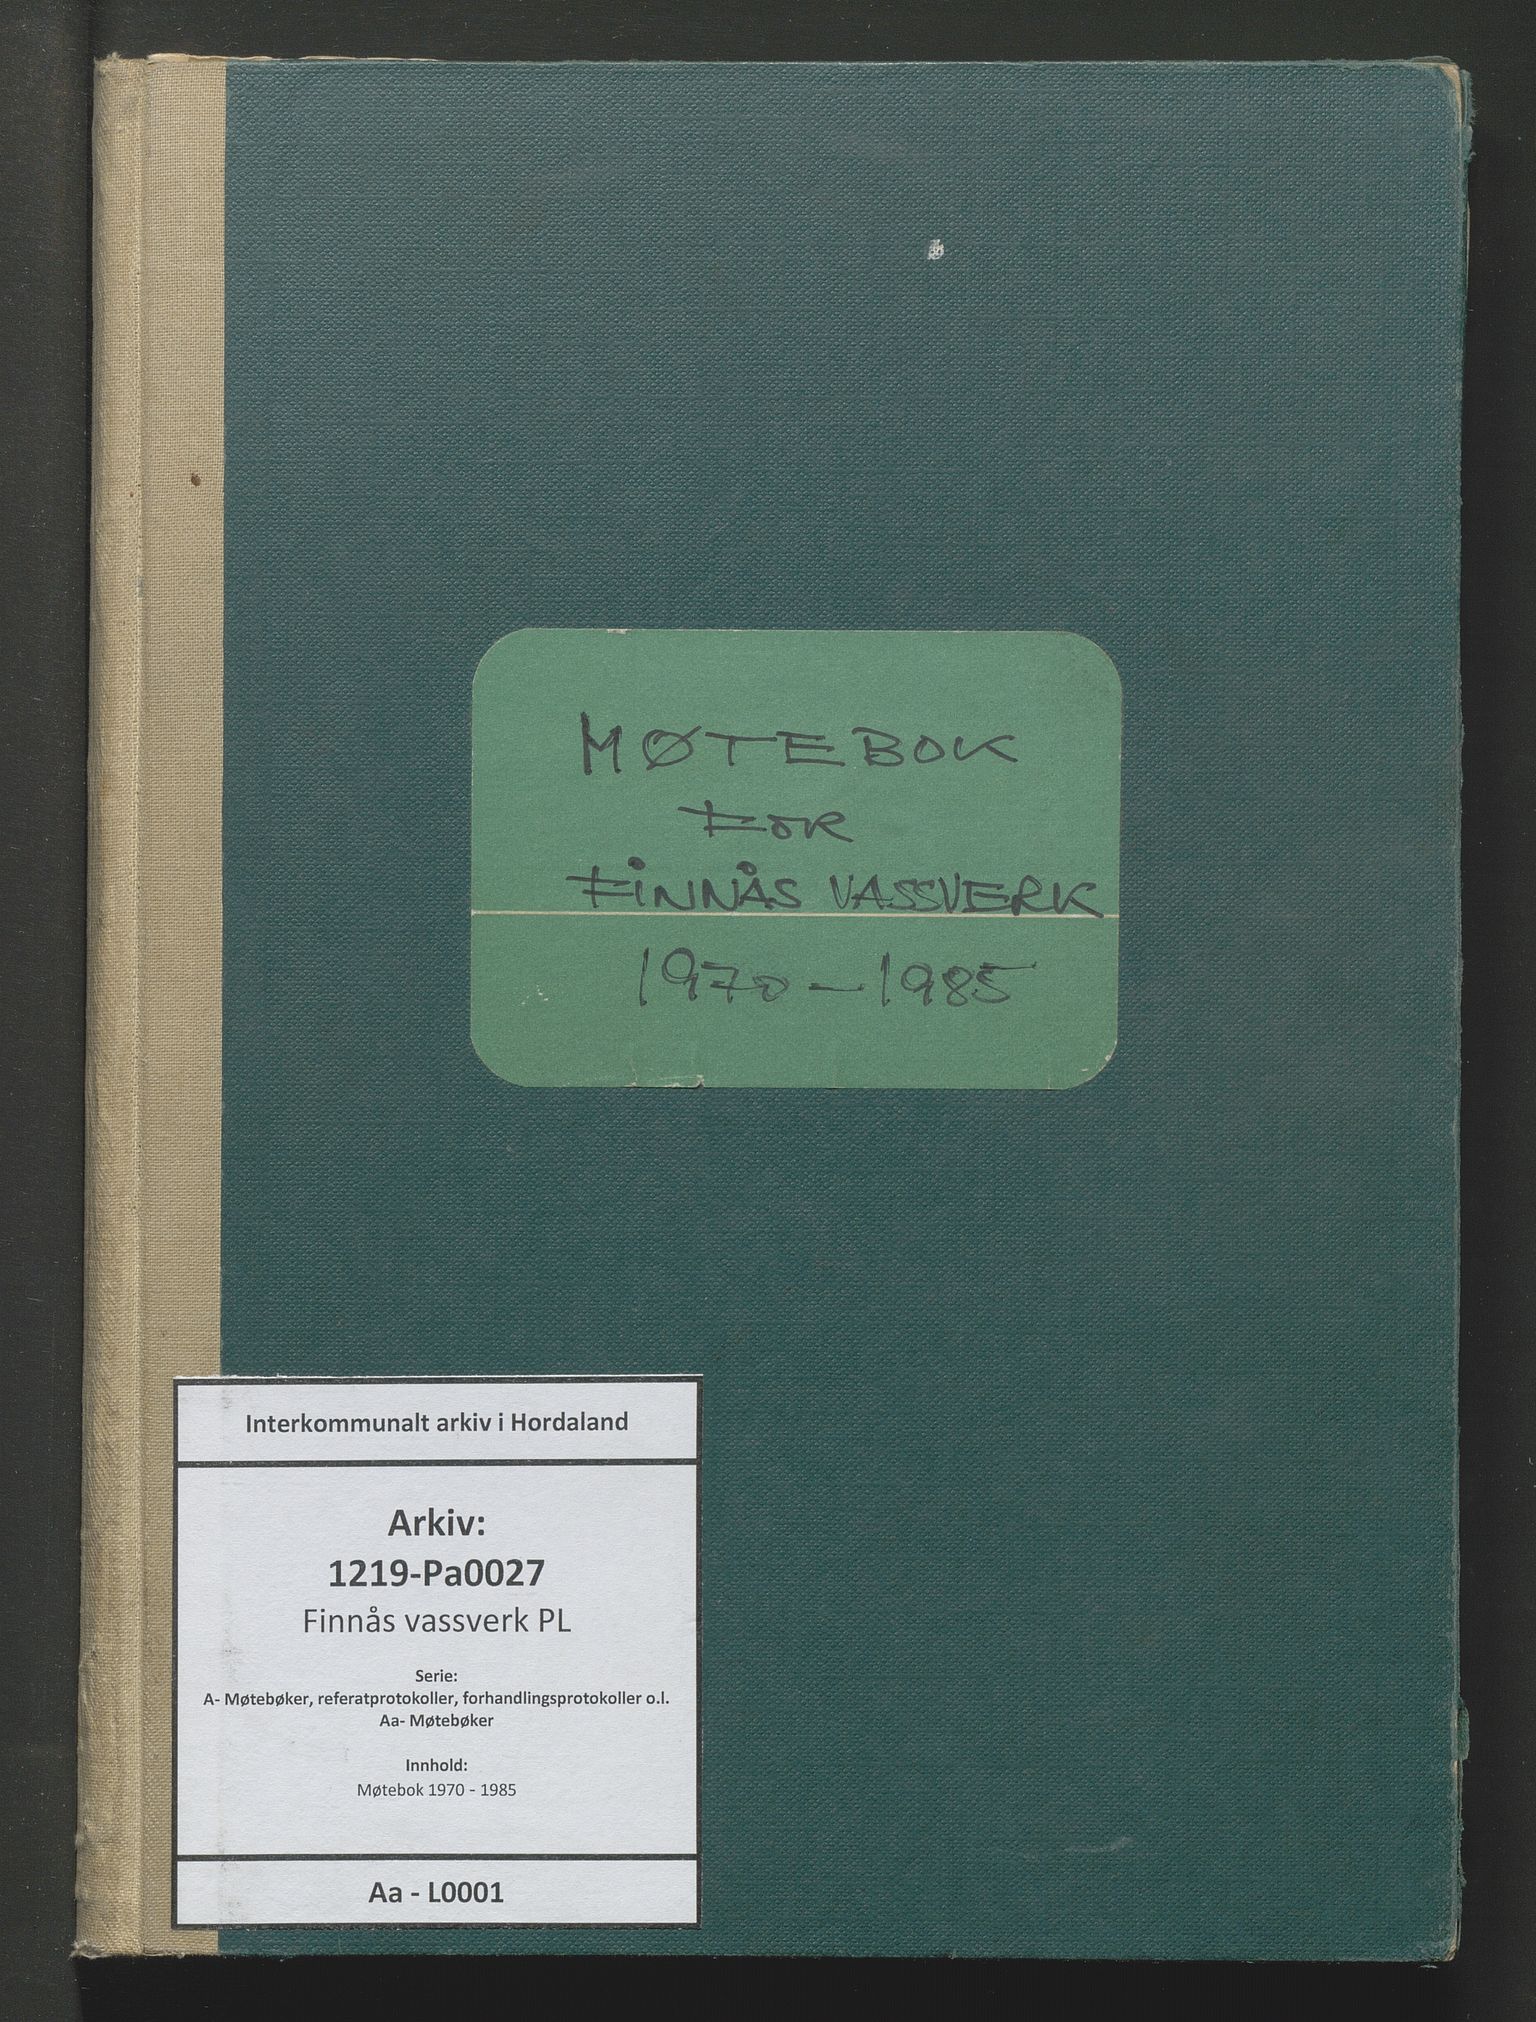 MØTEBOK
FOR
FINNÅS VASSVERK
1970-1985
Interkommunalt arkiv i Hordaland
Arkiv:
1219-Pa0027
Finnås vassverk PL
Serie:
A- Møtebøker, referatprotokoller, forhandlingsprotokoller o.l.
Aa- Møtebøker
Innhold:
Møtebok 1970 - 1985
Aa - L0001